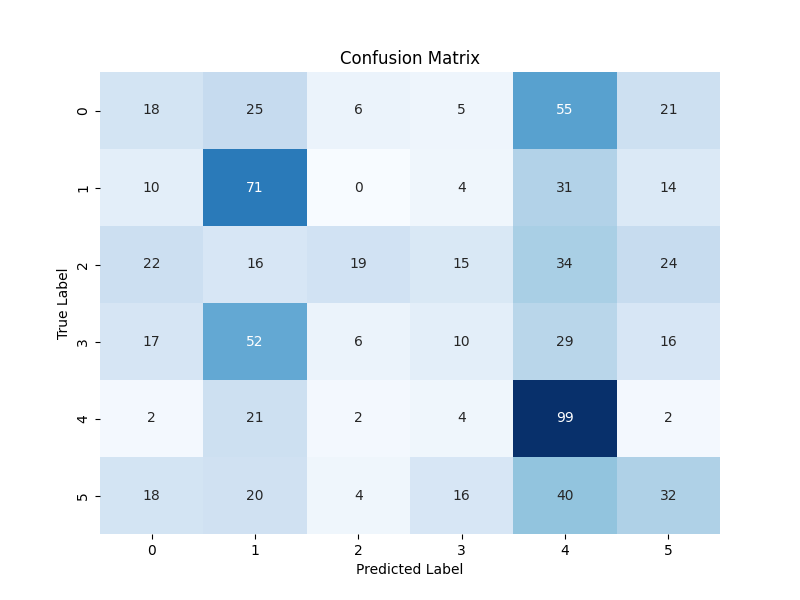 Confusion Matrix
0 18 25 6 5 55 21
1 10 71 0 4 31 14
2 22 16 19 15 34 24
3 17 52 6 10 29 16
4 2 21 2 4 99 2
5 18 20 4 16 40 32
True Label
0 1 2 3 4 5
Predicted Label